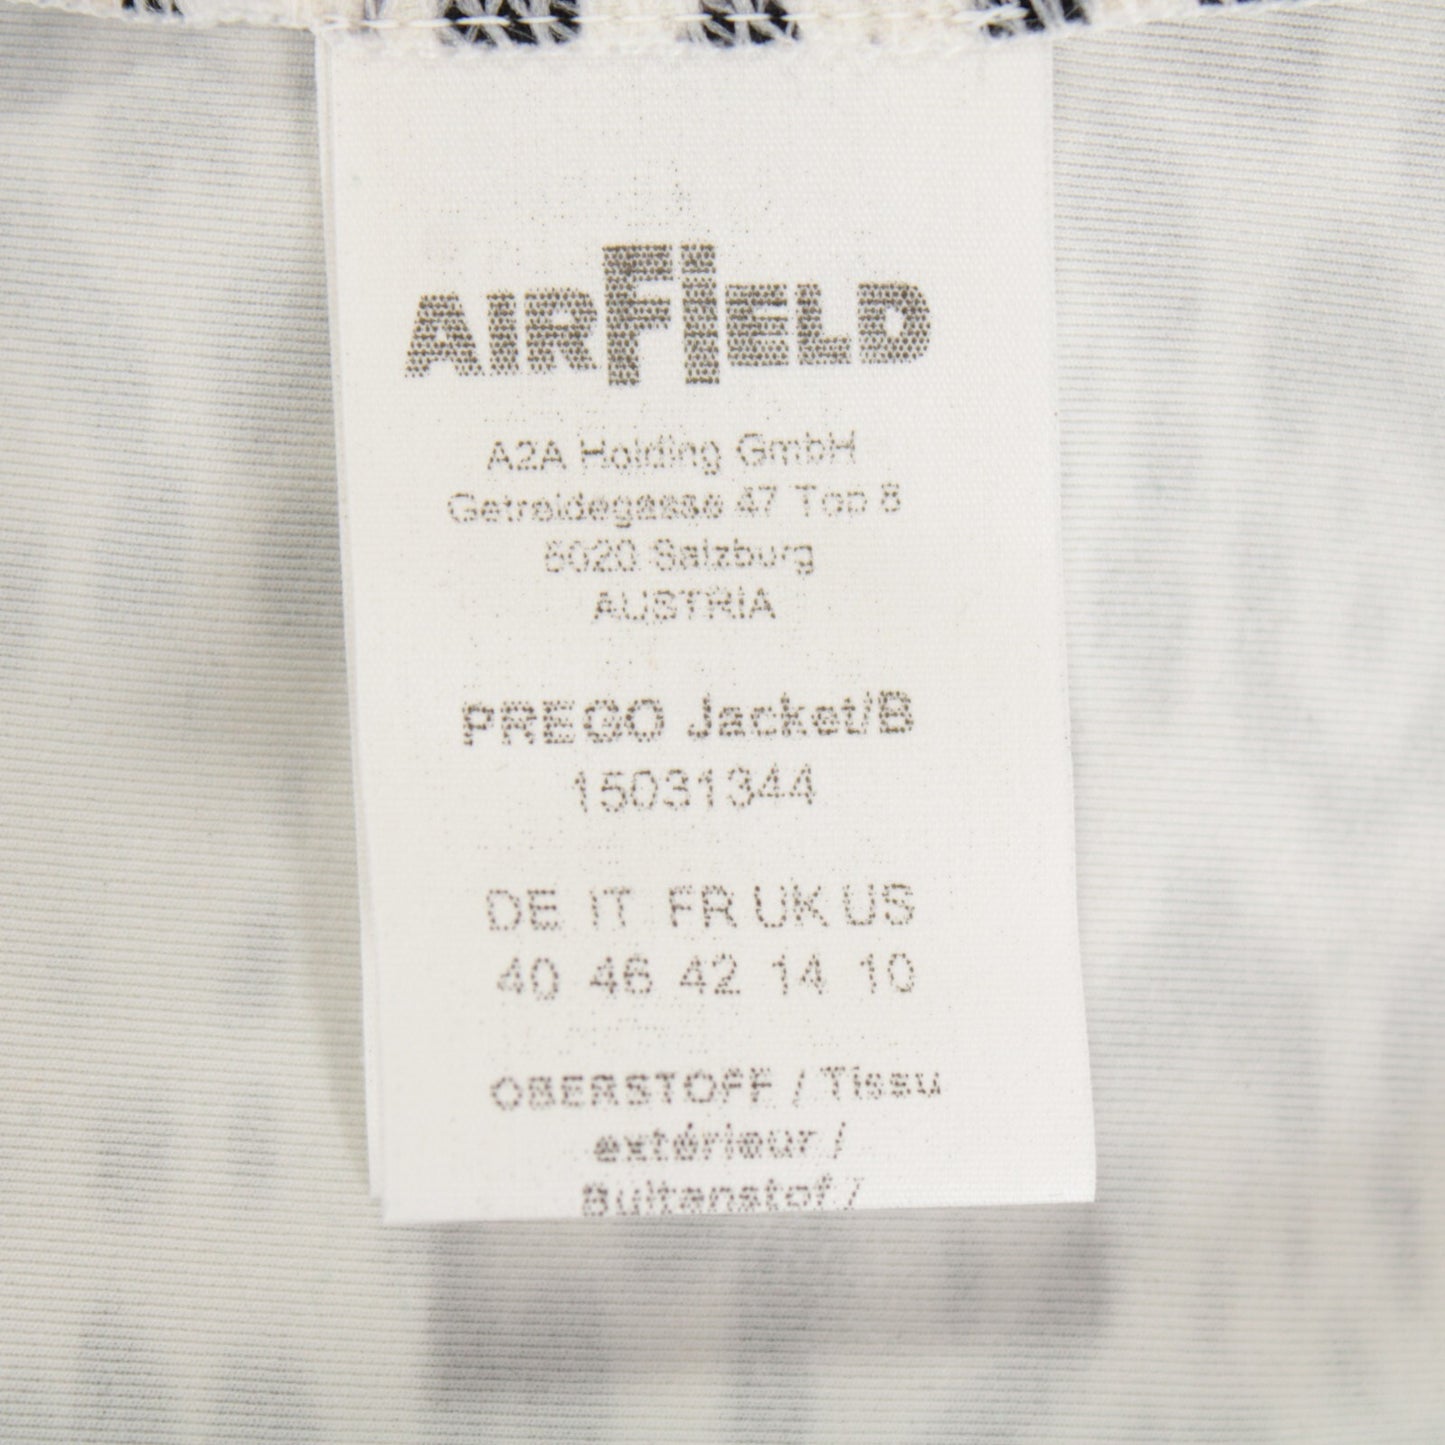 AIRFIELD
A2A Holding GmbH
Getreidegasse 47 Top 8
5020 Salzburg
AUSTRIA
PREGO Jacket/B
15031344
DE IT FR UK US
40 46 42 14 10
OBERSTOFF / Tissu
extérieur /
Buitenstof /